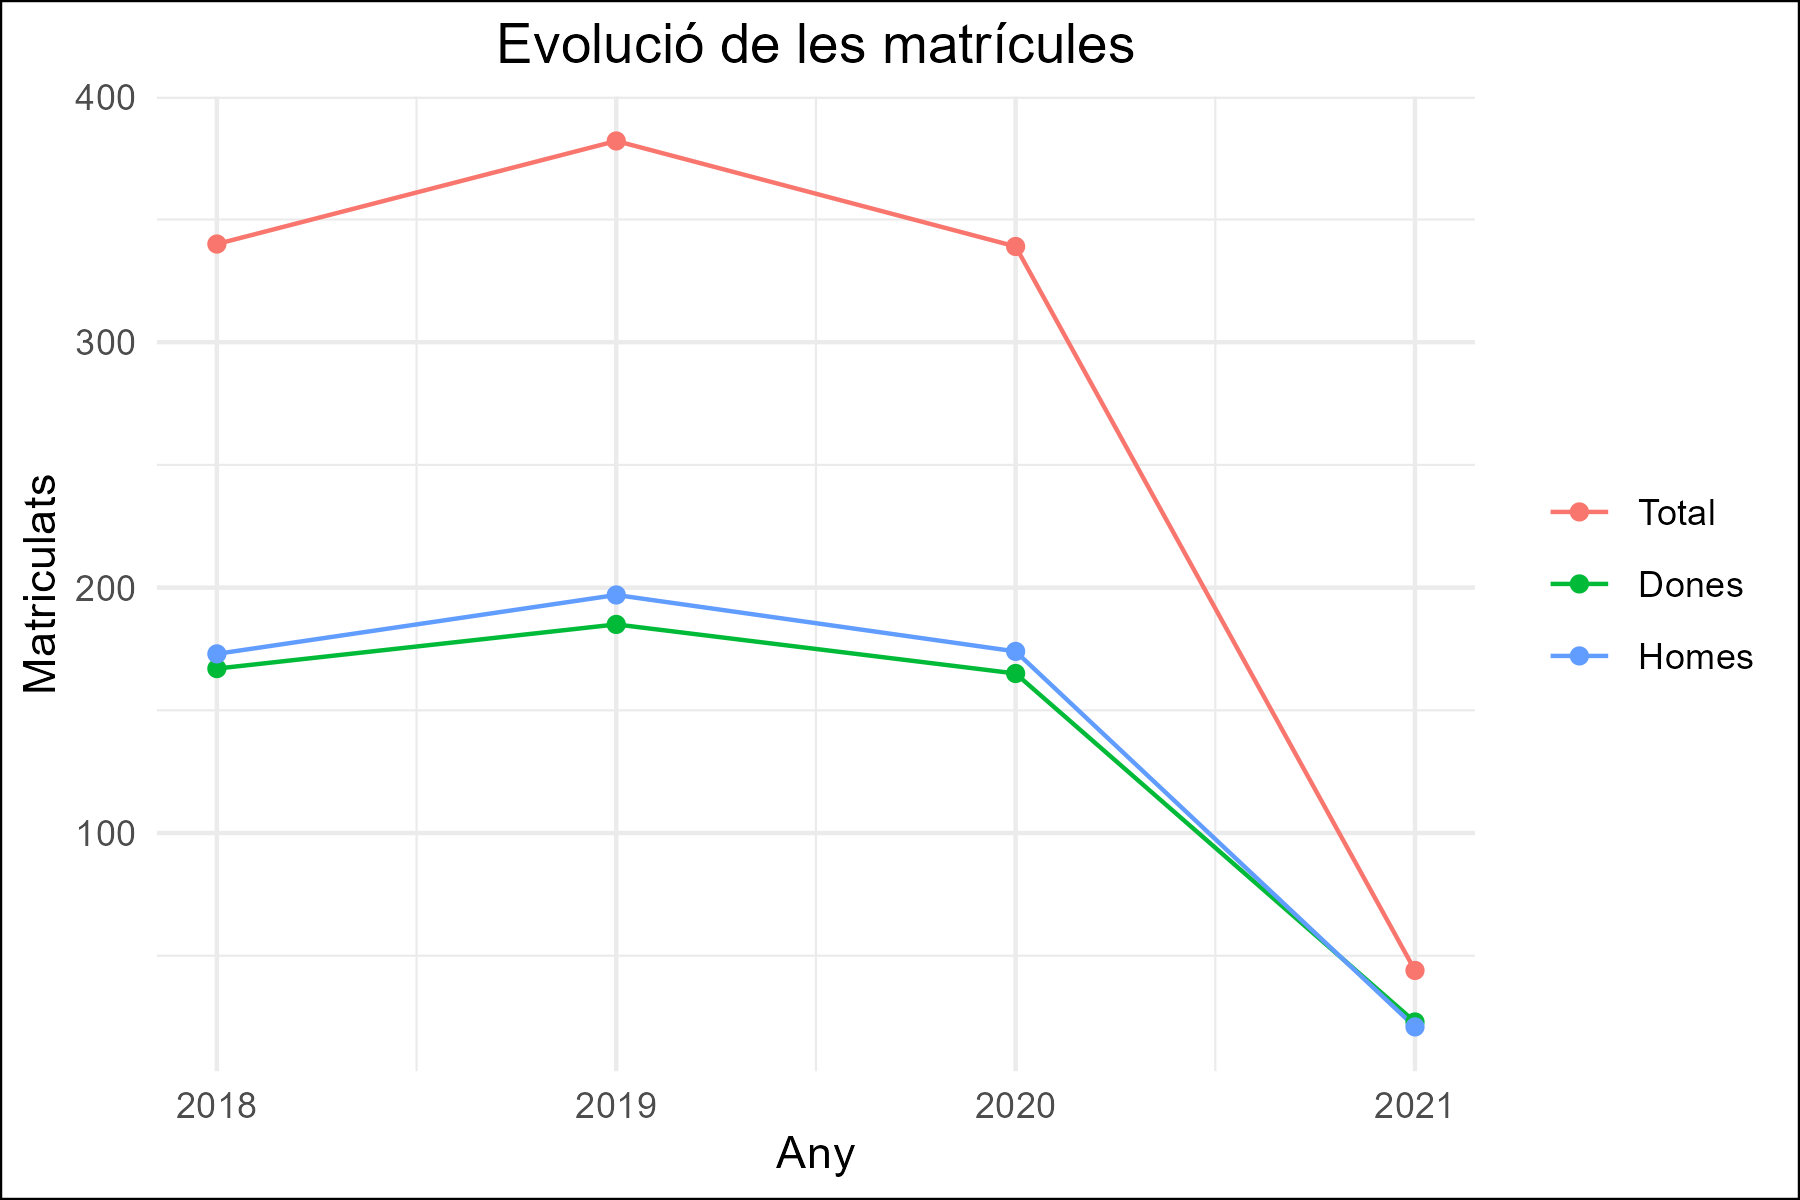 Evolució de les matrícules
400
300
200
100
Matriculats
2018 2019 2020 2021
Any
Total
Dones
Homes